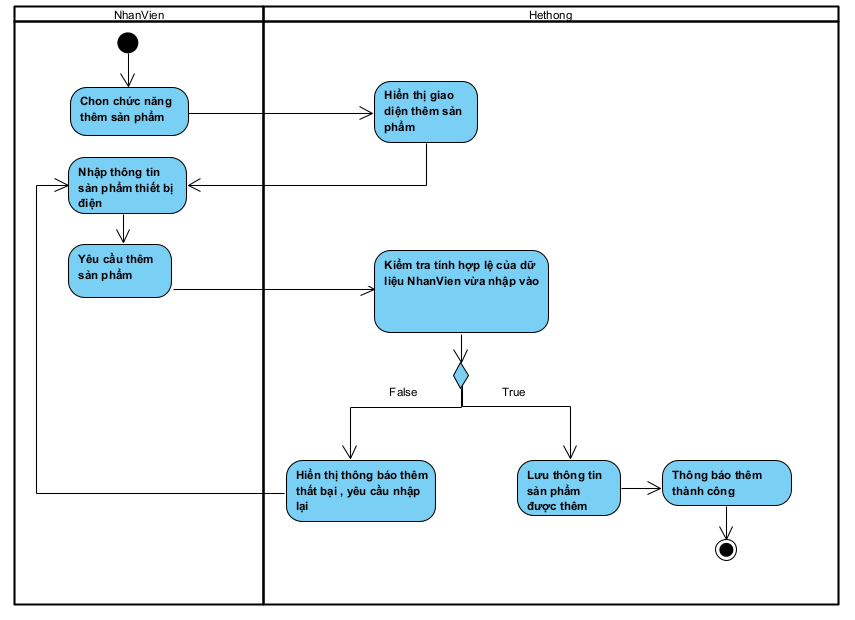 NhanVien
Hethong
Chon chức năng
thêm sản phẩm
Hiển thị giao
diện thêm sản
phẩm
Nhập thông tin
sản phẩm thiết bị
điện
Yêu cầu thêm
sản phẩm
Kiểm tra tính hợp lệ của dữ
liệu NhanVien vừa nhập vào
False
True
Hiển thị thông báo thêm
thất bại , yêu cầu nhập
lại
Lưu thông tin
sản phẩm
được thêm
Thông báo thêm
thành công